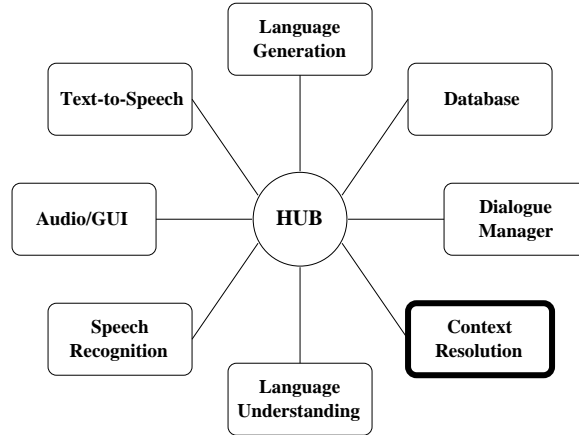 Language
Generation
Text-to-Speech
Database
Audio/GUI
HUB
Dialogue
Manager
Speech
Recognition
Context
Resolution
Language
Understanding